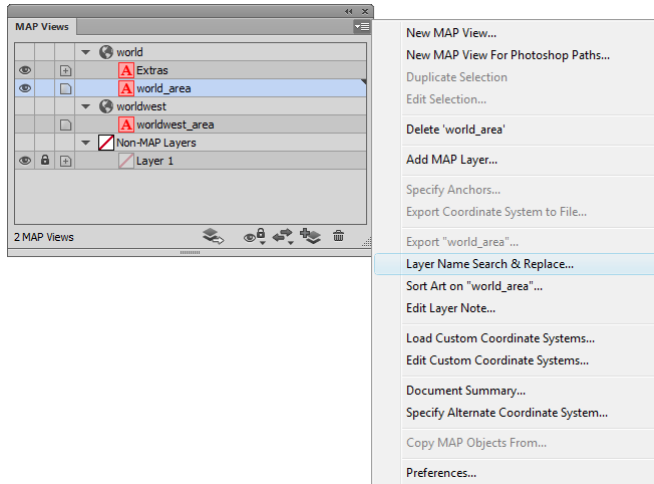 MAP Views
world
A Extras
A world_area
worldwest
A worldwest_area
Non-MAP Layers
Layer 1
2 MAP Views
New MAP View...
New MAP View For Photoshop Paths...
Duplicate Selection
Edit Selection...
Delete 'world_area'
Add MAP Layer...
Specify Anchors...
Export Coordinate System to File...
Export "world_area"...
Layer Name Search & Replace...
Sort Art on "world_area"...
Edit Layer Note...
Load Custom Coordinate Systems...
Edit Custom Coordinate Systems...
Document Summary...
Specify Alternate Coordinate System...
Copy MAP Objects From...
Preferences...